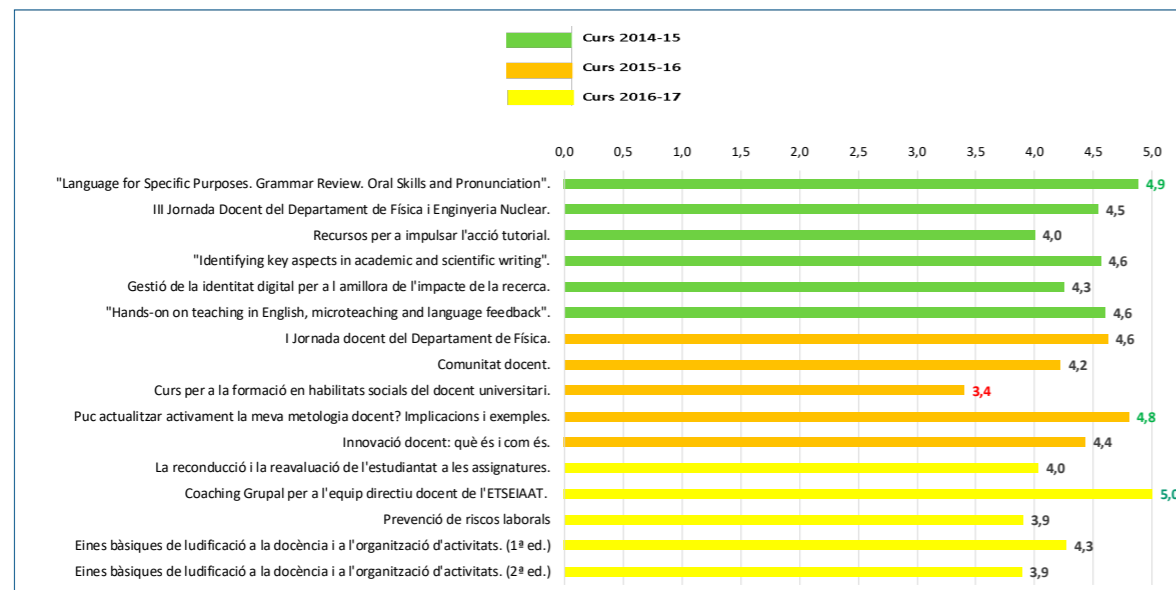 Curs 2014-15
Curs 2015-16
Curs 2016-17
0,0 0,5 1,0 1,5 2,0 2,5 3,0 3,5 4,0 4,5 5,0
"Language for Specific Purposes. Grammar Review. Oral Skills and Pronunciation". 4,9
III Jornada Docent del Departament de Física i Enginyeria Nuclear. 4,5
Recursos per a impulsar l'acció tutorial. 4,0
"Identifying key aspects in academic and scientific writing". 4,6
Gestió de la identitat digital per a l amillora de l'impacte de la recerca. 4,3
"Hands-on on teaching in English, microteaching and language feedback". 4,6
I Jornada docent del Departament de Física. 4,6
Comunitat docent. 4,2
Curs per a la formació en habilitats socials del docent universitari. 3,4
Puc actualitzar activament la meva metologia docent? Implicacions i exemples. 4,8
Innovació docent: què és i com és. 4,4
La reconducció i la reavaluació de l'estudiantat a les assignatures. 4,0
Coaching Grupal per a l'equip directiu docent de l'ETSEIAAT. 5,0
Prevenció de riscos laborals 3,9
Eines bàsiques de ludificació a la docència i a l'organització d'activitats. (1ª ed.) 4,3
Eines bàsiques de ludificació a la docència i a l'organització d'activitats. (2ª ed.) 3,9